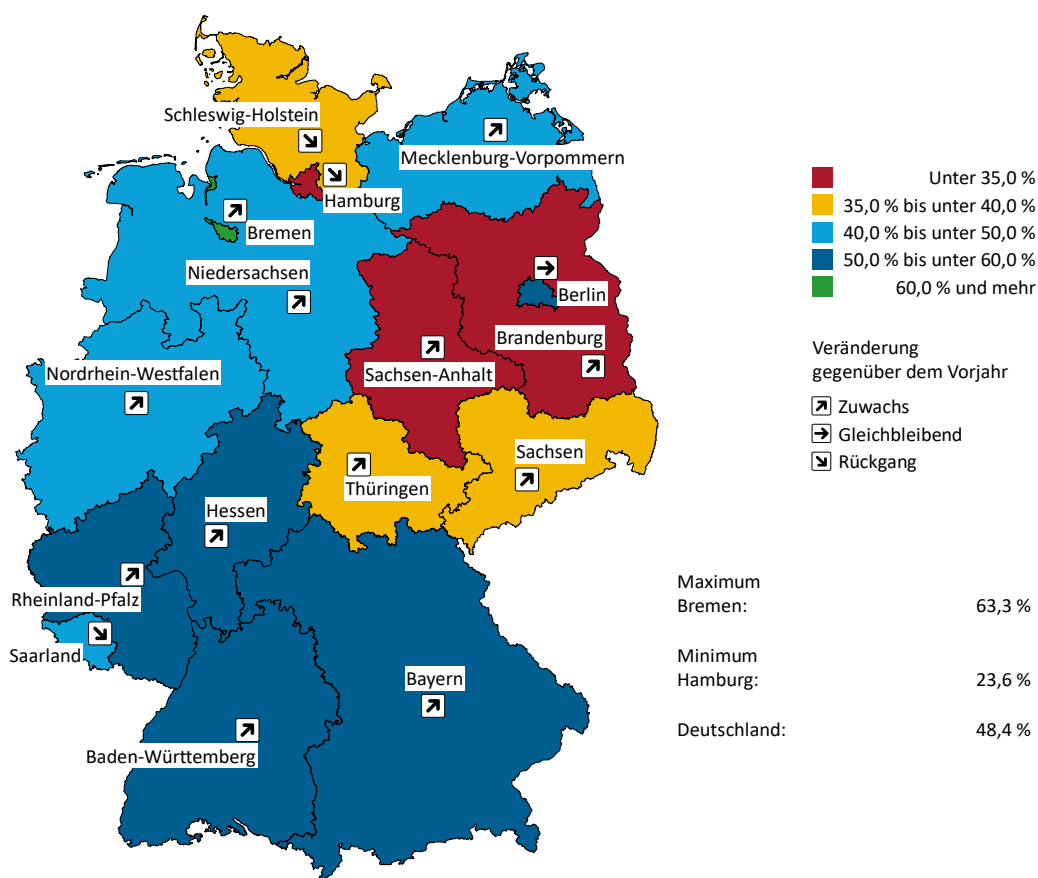 Schleswig-Holstein
Mecklenburg-Vorpommern
Hamburg
Bremen
Niedersachsen
Berlin
Brandenburg
Nordrhein-Westfalen
Sachsen-Anhalt
Sachsen
Thüringen
Hessen
Rheinland-Pfalz
Saarland
Bayern
Baden-Württemberg
Unter 35,0 %
35,0 % bis unter 40,0 %
40,0 % bis unter 50,0 %
50,0 % bis unter 60,0 %
60,0 % und mehr
Veränderung
gegenüber dem Vorjahr
Zuwachs
Gleichbleibend
Rückgang
Maximum
Bremen: 63,3 %
Minimum
Hamburg: 23,6 %
Deutschland: 48,4 %